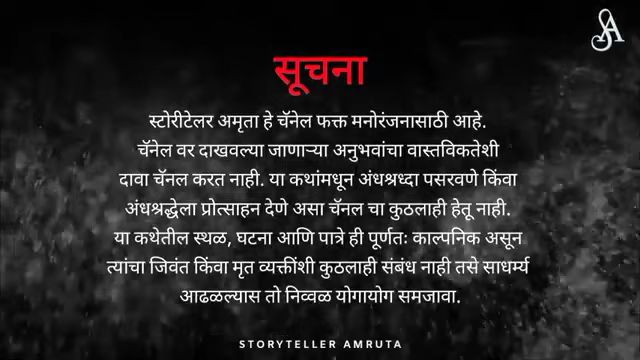 सूचना
स्टोरीटेलर अमृता हे चॅनेल फक्त मनोरंजनासाठी आहे.
चॅनेल वर दाखवल्या जाणाऱ्या अनुभवांचा वास्तविकतेशी
दावा चॅनल करत नाही. या कथांमधून अंधश्रध्दा पसरवणे किंवा
अंधश्रद्धेला प्रोत्साहन देणे असा चॅनल चा कुठलाही हेतू नाही.
या कथेतील स्थळ, घटना आणि पात्रे ही पूर्णतः काल्पनिक असून
त्यांचा जिवंत किंवा मृत व्यक्तींशी कुठलाही संबंध नाही तसे साधर्म्य
आढळल्यास तो निव्वळ योगायोग समजावा.
STORYTELLER AMRUTA